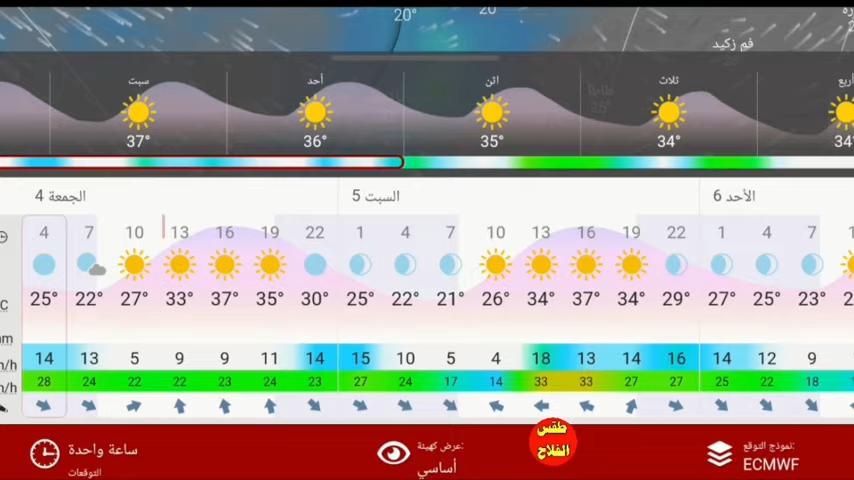 20°
20
فم زكيد
سبت
أحد
اثن
ثلاث
أربع
37°
36°
35°
34°
34°
الجمعة 4
السبت 5
الأحد 6
4 7 10 13 16 19 22 1 4 7 10 13 16 19 22 1 4 7
25° 22° 27° 33° 37° 35° 30° 25° 22° 21° 26° 34° 37° 34° 29° 27° 25° 23°
14 13 5 9 9 11 14 15 10 5 4 18 13 14 16 14 12 9
28 24 22 22 23 24 23 27 24 17 14 33 33 27 27 25 22 18
ساعة واحدة
التوقعات
عرض كهيئة:
أساسي
طقس
الفلاح
نموذج التوقع:
ECMWF